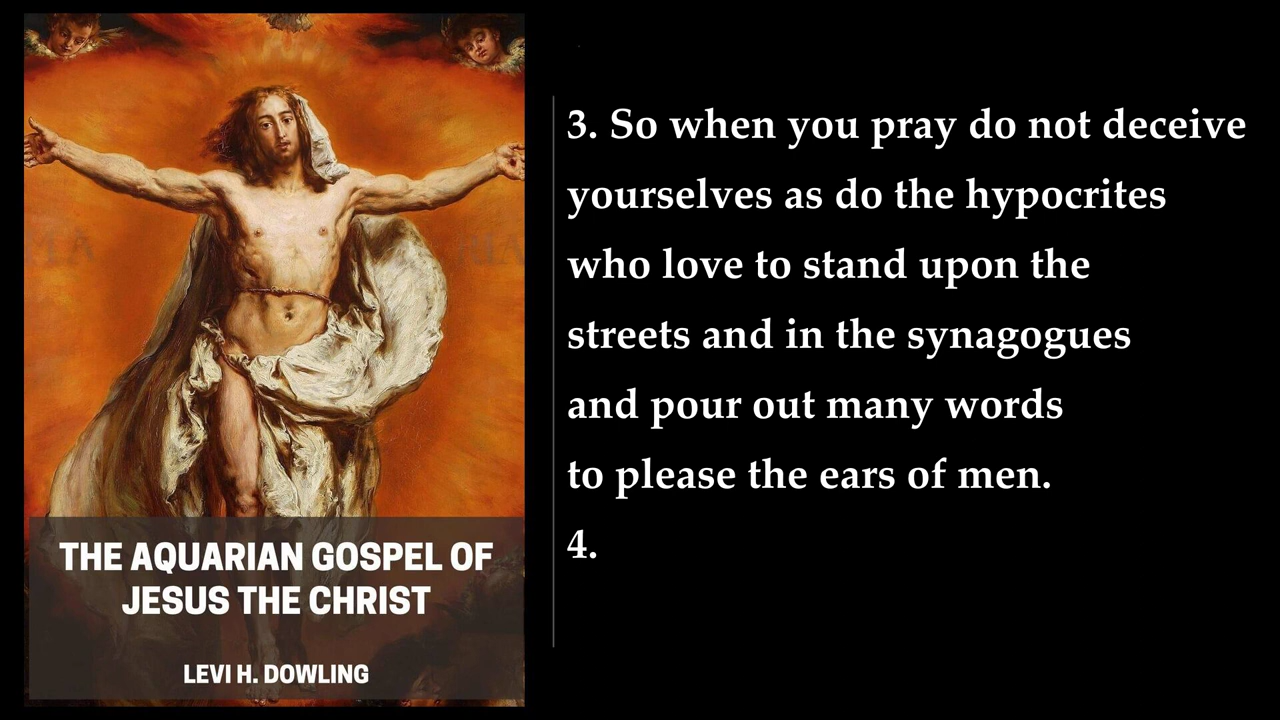 THE AQUARIAN GOSPEL OF
JESUS THE CHRIST
LEVI H. DOWLING
3. So when you pray do not deceive
yourselves as do the hypocrites
who love to stand upon the
streets and in the synagogues
and pour out many words
to please the ears of men.
4.